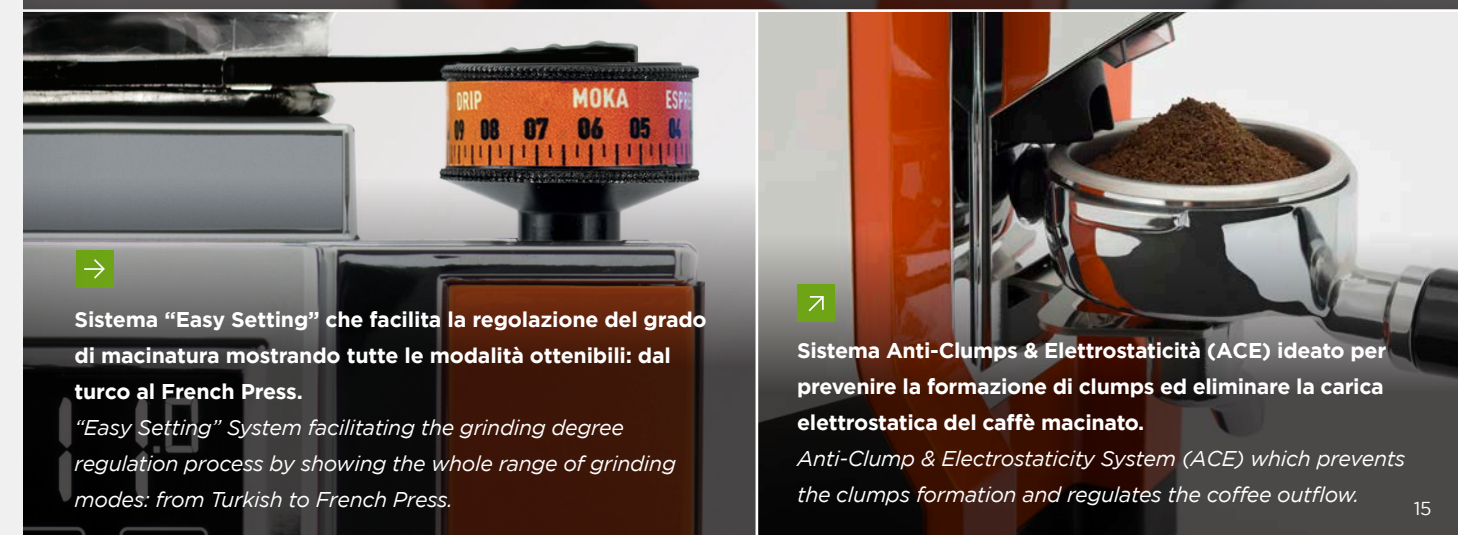 DRIP MOKA
09 08 07 06 05 04
Sistema “Easy Setting” che facilita la regolazione del grado
di macinatura mostrando tutte le modalità ottenibili: dal
turco al French Press.
“Easy Setting” System facilitating the grinding degree
regulation process by showing the whole range of grinding
modes: from Turkish to French Press.
Sistema Anti-Clumps & Elettrostaticità (ACE) ideato per
prevenire la formazione di clumps ed eliminare la carica
elettrostatica del caffè macinato.
Anti-Clump & Electrostaticity System (ACE) which prevents
the clumps formation and regulates the coffee outflow.
15